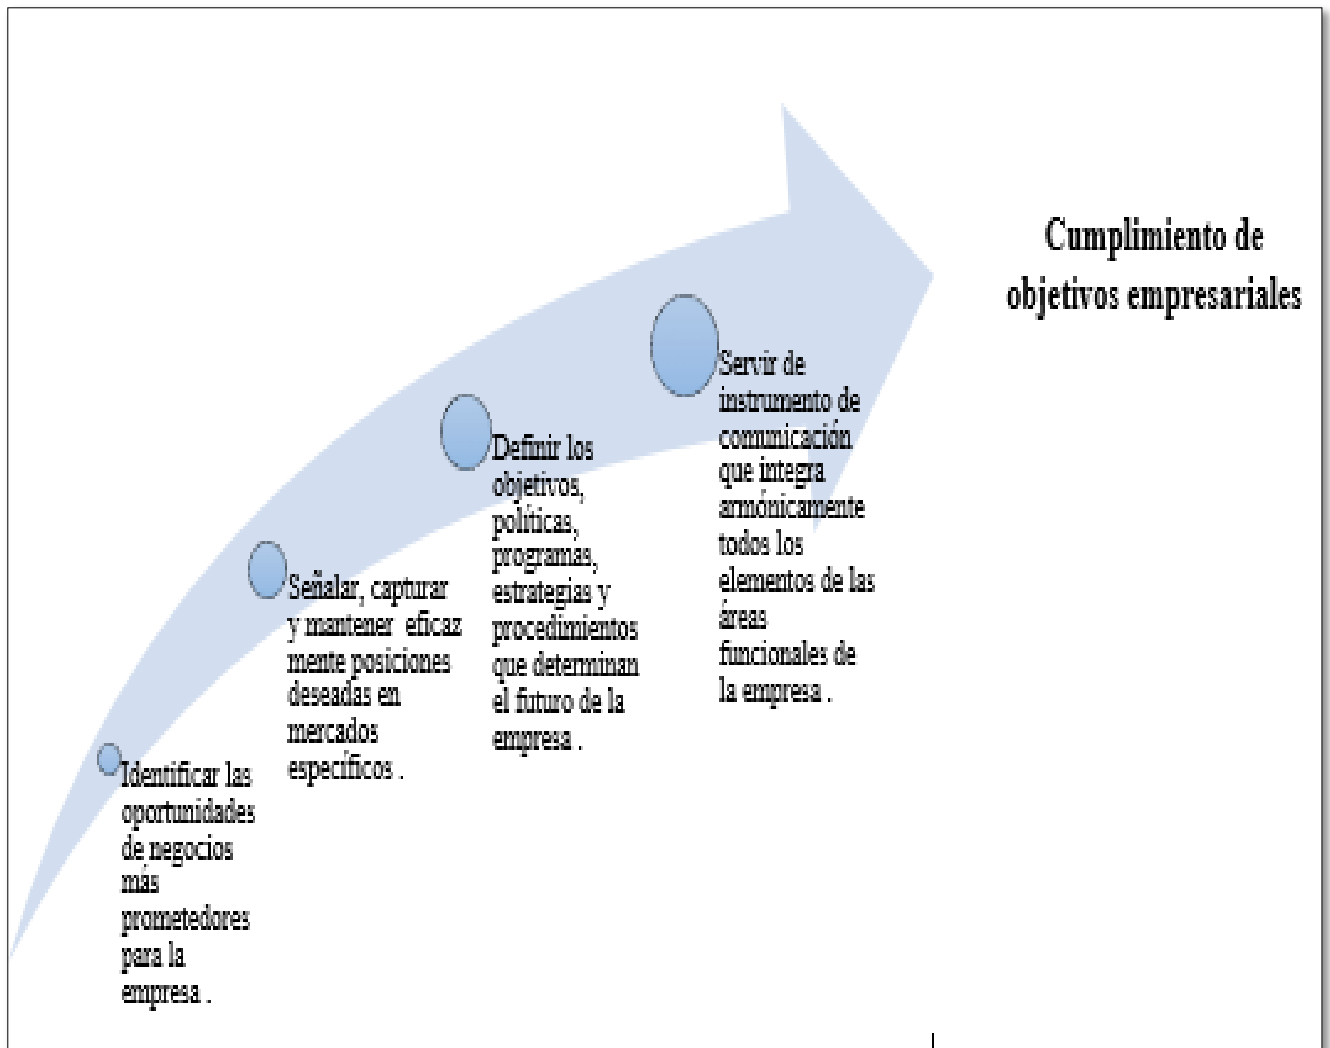 Cumplimiento de
objetivos empresariales
Identificar las
oportunidades
de negocios
más
prometedores
para la
empresa .
Señalar, capturar
y mantener  eficaz
mente posiciones
deseadas en
mercados
específicos .
Definir los
objetivos,
políticas,
programas,
estrategias y
procedimientos
que determinan
el futuro de la
empresa .
Servir de
instrumento de
comunicación
que integra
armónicamente
todos los
elementos de las
áreas
funcionales de
la empresa .